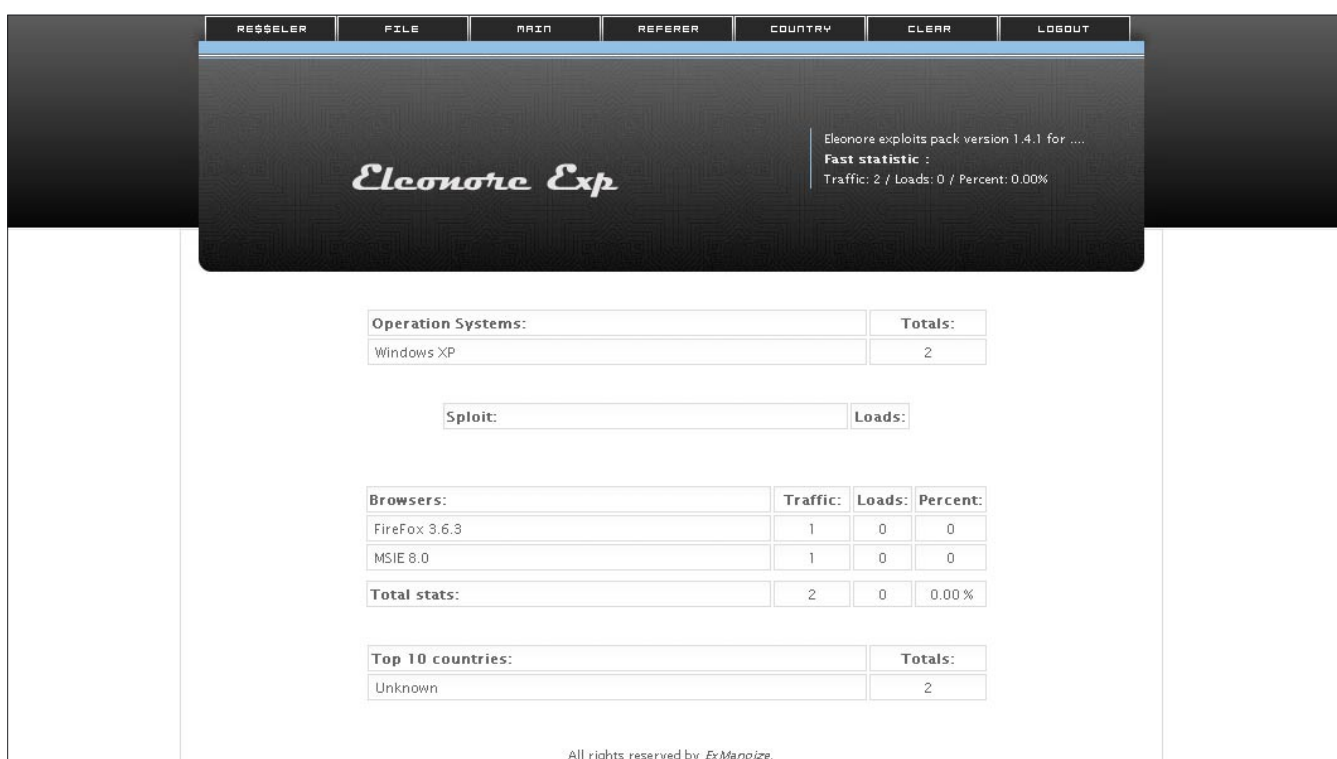 RE$$ELER FILE MAIN REFERER COUNTRY CLEAR LOGOUT
Eleonore Exp
Eleonore exploits pack version 1.4.1 for ....
Fast statistic :
Traffic: 2 / Loads: 0 / Percent: 0.00%
Operation Systems: Totals:
Windows XP 2
Sploit: Loads:
Browsers: Traffic: Loads: Percent:
FireFox 3.6.3 1 0 0
MSIE 8.0 1 0 0
Total stats: 2 0 0.00 %
Top 10 countries: Totals:
Unknown 2
All rights reserved by ExManoize.